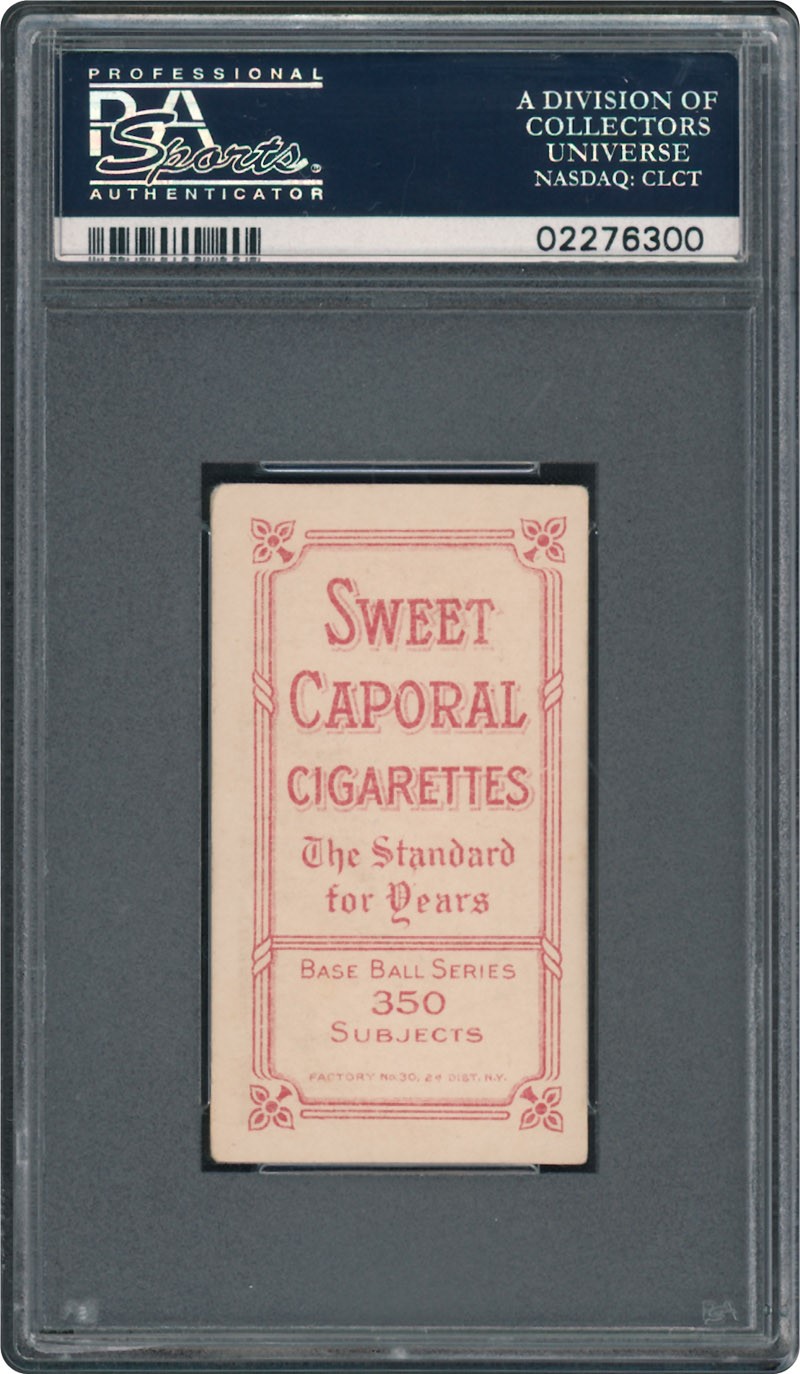 PROFESSIONAL
PSA
Sports
AUTHENTICATOR
A DIVISION OF
COLLECTORS
UNIVERSE
NASDAQ: CLCT
02276300
SWEET
CAPORAL
CIGARETTES
The Standard
for Years
BASE BALL SERIES
350
SUBJECTS
FACTORY No. 30, 2d DIST. N.Y.
PSA